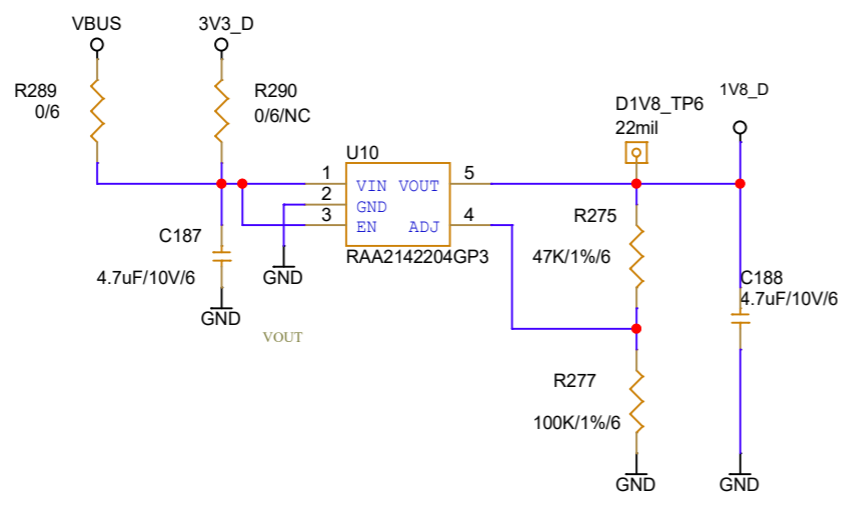 VBUS
3V3_D
R289
0/6
R290
0/6/NC
D1V8_TP6
22mil
1V8_D
U10
1
2
3
VIN
VOUT
GND
EN
ADJ
5
4
RAA2142204GP3
C187
4.7uF/10V/6
GND
GND
VOUT
R275
47K/1%/6
C188
4.7uF/10V/6
R277
100K/1%/6
GND
GND